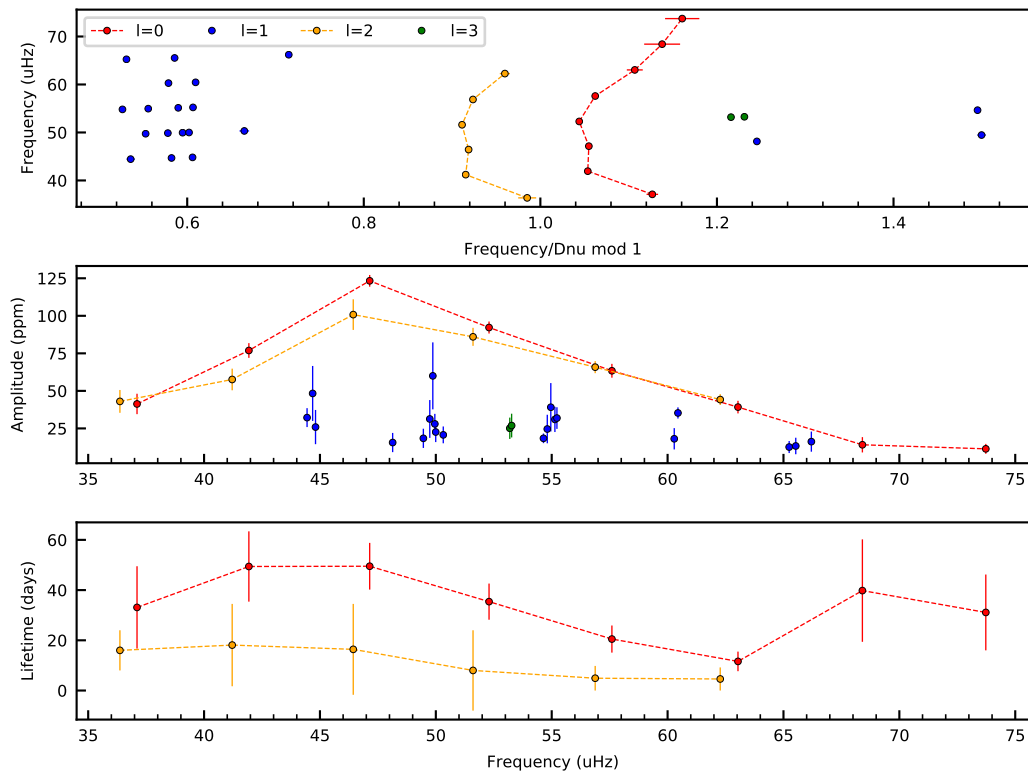 l=0 l=1 l=2 l=3
Frequency (uHz)
70
60
50
40
0.6 0.8 1.0 1.2 1.4
Frequency/Dnu mod 1
Amplitude (ppm)
125
100
75
50
25
35 40 45 50 55 60 65 70 75
Lifetime (days)
60
40
20
0
35 40 45 50 55 60 65 70 75
Frequency (uHz)